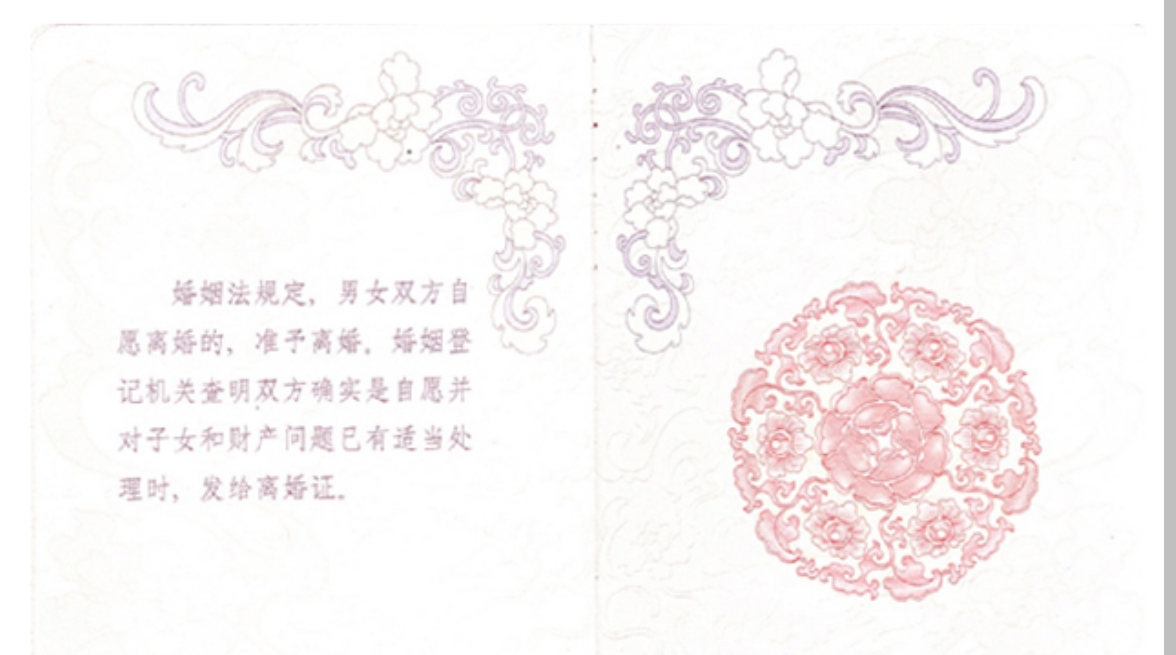 婚姻法规定，男女双方自
愿离婚的，准予离婚。婚姻登
记机关查明双方确实是自愿并
对子女和财产问题已有适当处
理时，发给离婚证。